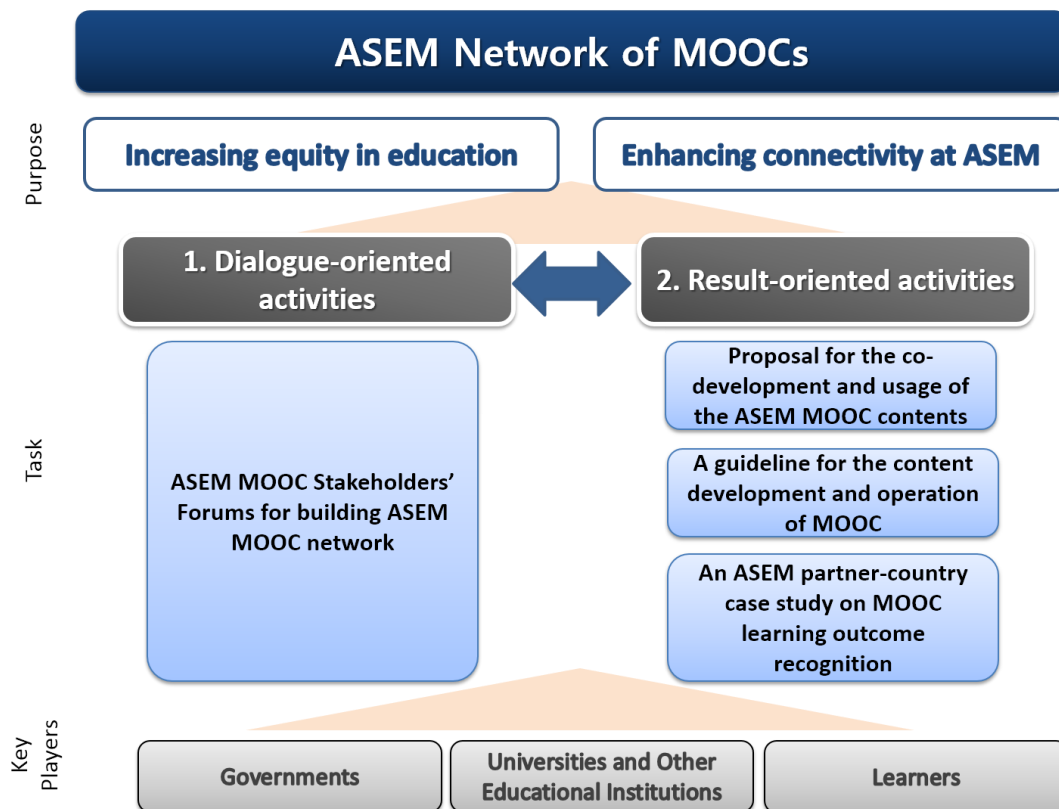 ASEM Network of MOOCs
Purpose
Increasing equity in education
Enhancing connectivity at ASEM
1. Dialogue-oriented
activities
2. Result-oriented activities
Task
ASEM MOOC Stakeholders’
Forums for building ASEM
MOOC network
Proposal for the co-
development and usage of
the ASEM MOOC contents
A guideline for the content
development and operation
of MOOC
An ASEM partner-country
case study on MOOC
learning outcome
recognition
Key
Players
Governments
Universities and Other
Educational Institutions
Learners